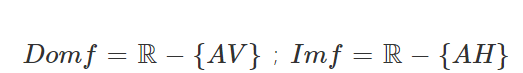 Domf = ℝ − {AV} ; Imf = ℝ − {AH}